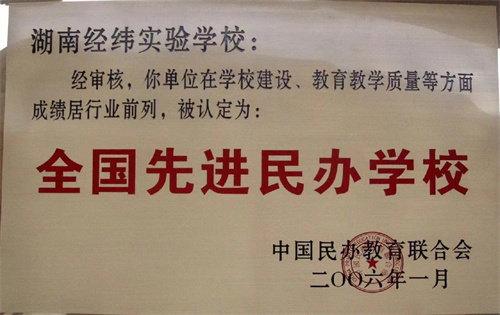 湖南经纬实验学校：
经审核，你单位在学校建设、教育教学质量等方面
成绩居行业前列，被认定为：
全国先进民办学校
中国民办教育联合会
二〇〇六年一月